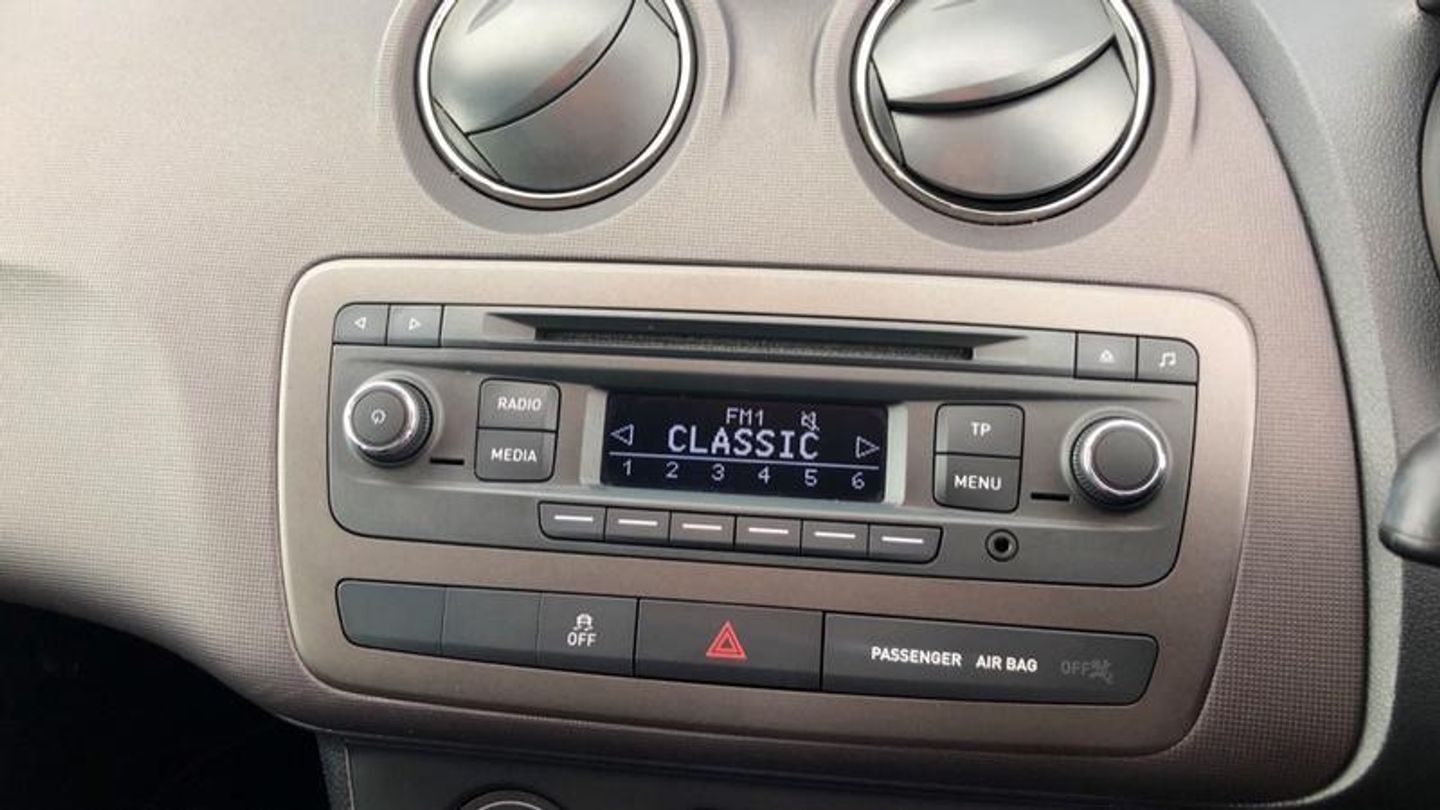 RADIO
MEDIA
FM1
CLASSIC
1 2 3 4 5 6
TP
MENU
OFF
PASSENGER AIR BAG OFF